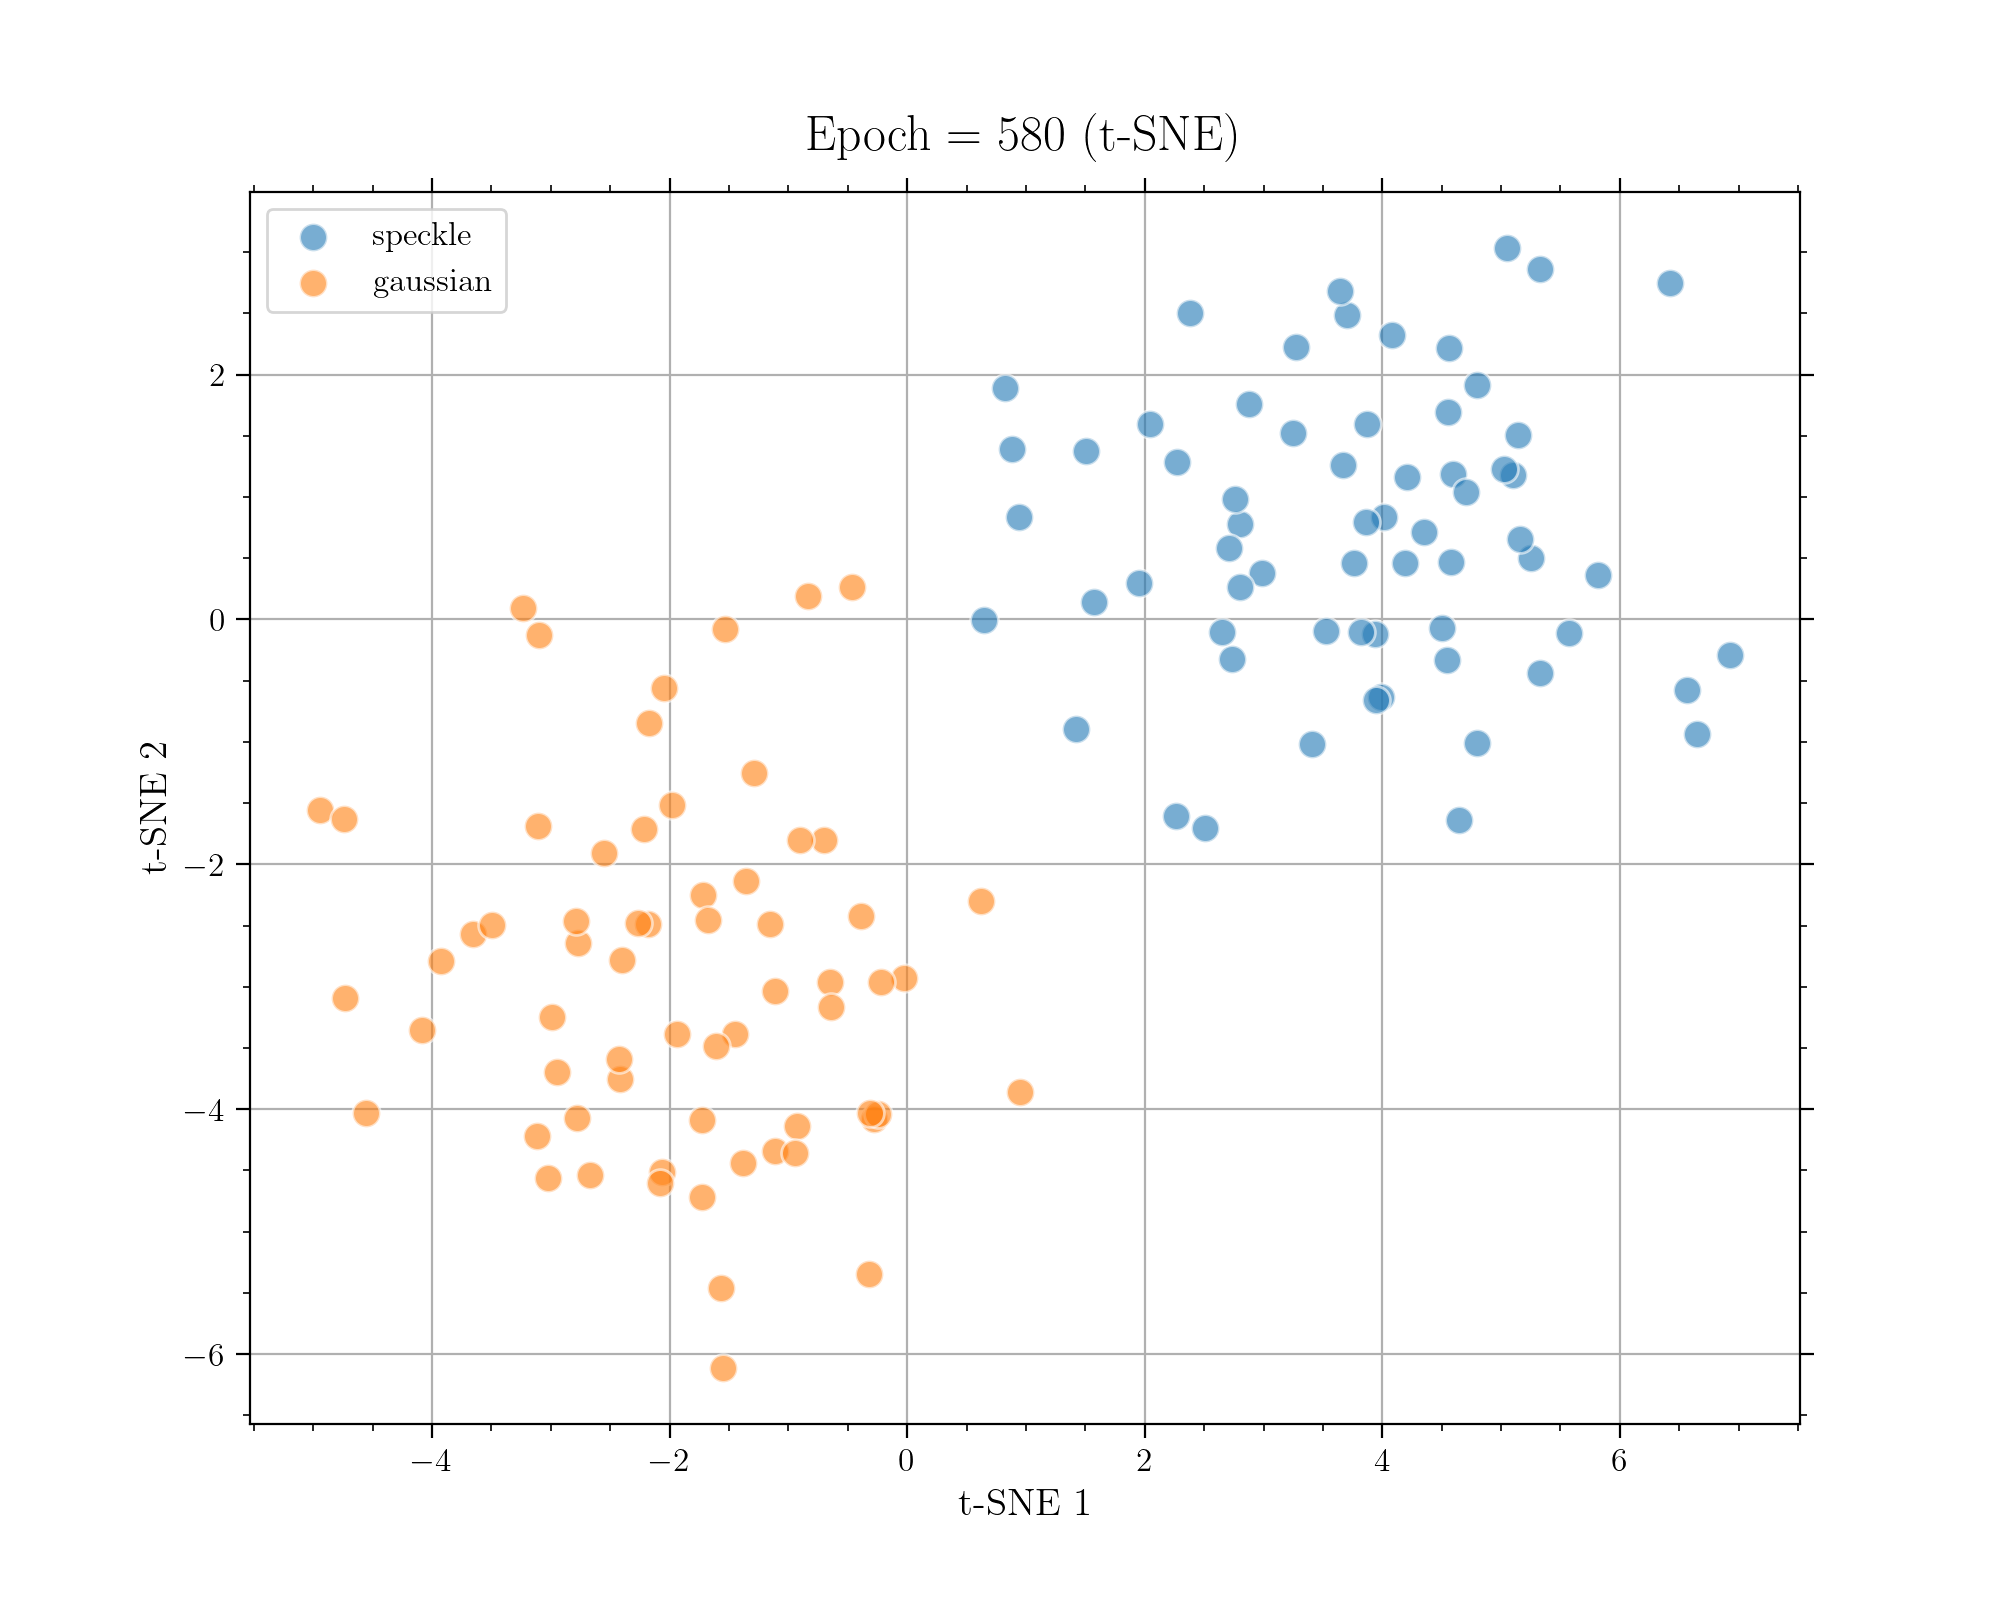 Epoch = 580 (t-SNE)
speckle
gaussian
2
0
−2
−4
−6
t-SNE 2
−4
−2
0
2
4
6
t-SNE 1